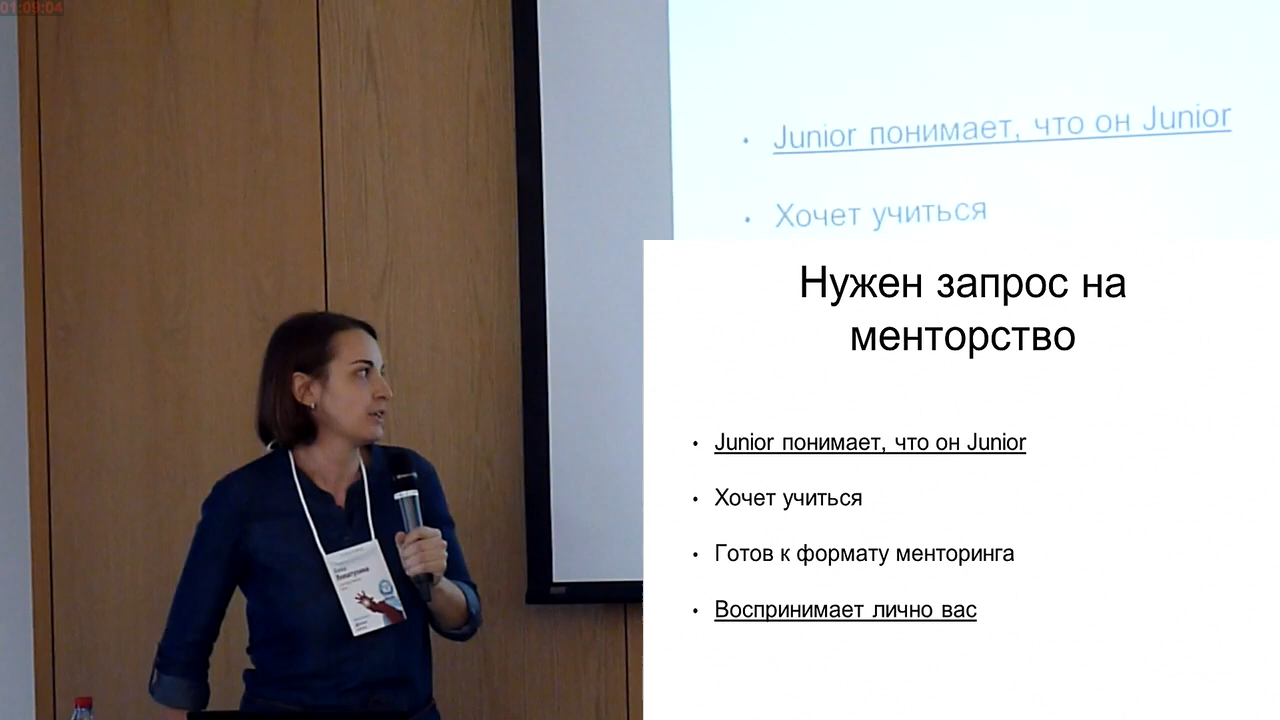 01:09:04
Junior понимает, что он Junior
Хочет учиться
Нужен запрос на
менторство
Junior понимает, что он Junior
Хочет учиться
Готов к формату менторинга
Воспринимает лично вас